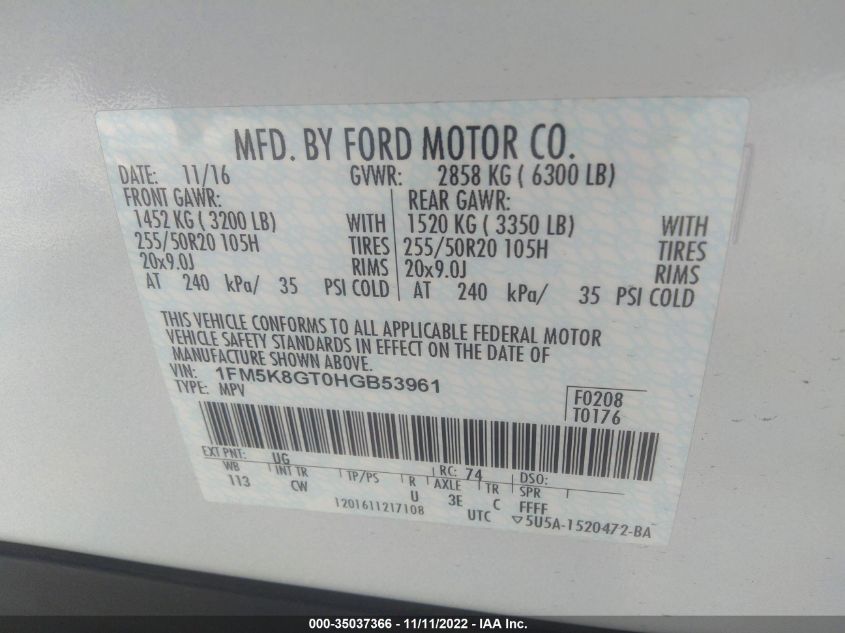 MFD. BY FORD MOTOR CO.
DATE: 11/16 GVWR: 2858 KG ( 6300 LB)
FRONT GAWR: REAR GAWR:
1452 KG ( 3200 LB) WITH 1520 KG ( 3350 LB) WITH
255/50R20 105H TIRES 255/50R20 105H TIRES
20x9.0J RIMS 20x9.0J RIMS
AT 240 kPa/ 35 PSI COLD AT 240 kPa/ 35 PSI COLD
THIS VEHICLE CONFORMS TO ALL APPLICABLE FEDERAL MOTOR
VEHICLE SAFETY STANDARDS IN EFFECT ON THE DATE OF
MANUFACTURE SHOWN ABOVE.
VIN: 1FM5K8GT0HGB53961
TYPE: MPV
F0208
T0176
EXT PNT: UG RC: 74 DSO:
WB INT TR TP/PS R AXLE TR SPR
113 CW U 3E C FFFF
1201611217108 UTC ▽5U5A-1520472-BA
000-35037366 - 11/11/2022 - IAA Inc.